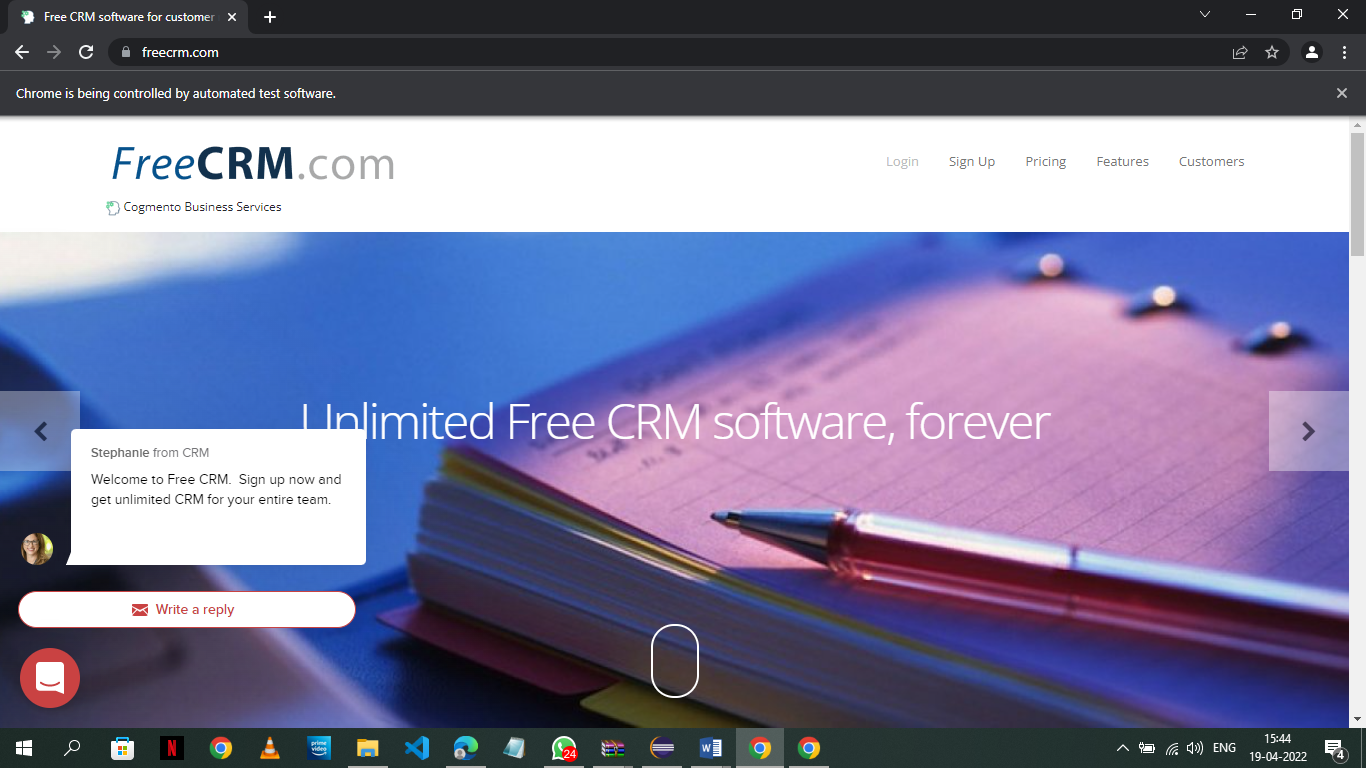 Free CRM software for customer
freecrm.com
Chrome is being controlled by automated test software.
FreeCRM.com
Cogmento Business Services
Login
Sign Up
Pricing
Features
Customers
Unlimited Free CRM software, forever
Stephanie from CRM
Welcome to Free CRM. Sign up now and
get unlimited CRM for your entire team.
Write a reply
prime video
24
ENG
15:44
19-04-2022
4